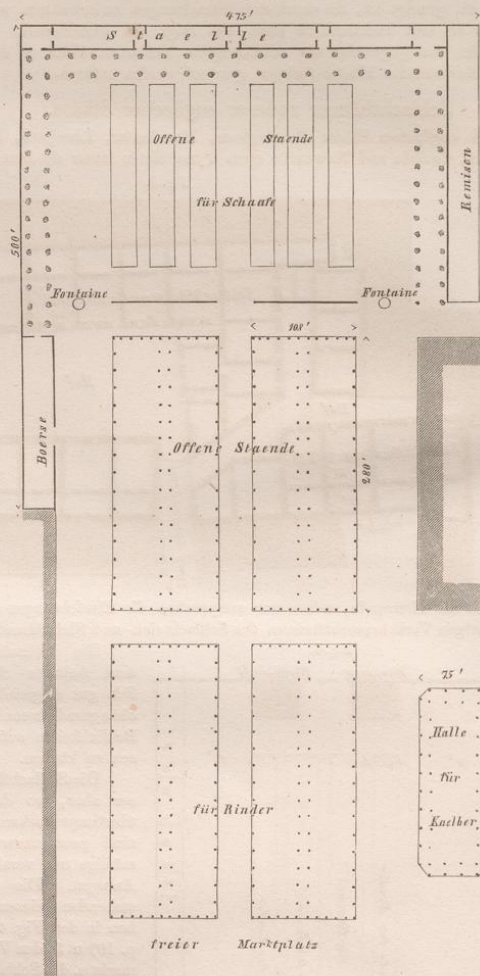 475'
Staelle
Offene Staende
für Schaafe
Remisen
500'
Fontaine Fontaine
108'
Boerse
Offene Staende
280'
75'
Halle
für
Kaelber
für Rinder
freier Marktplatz